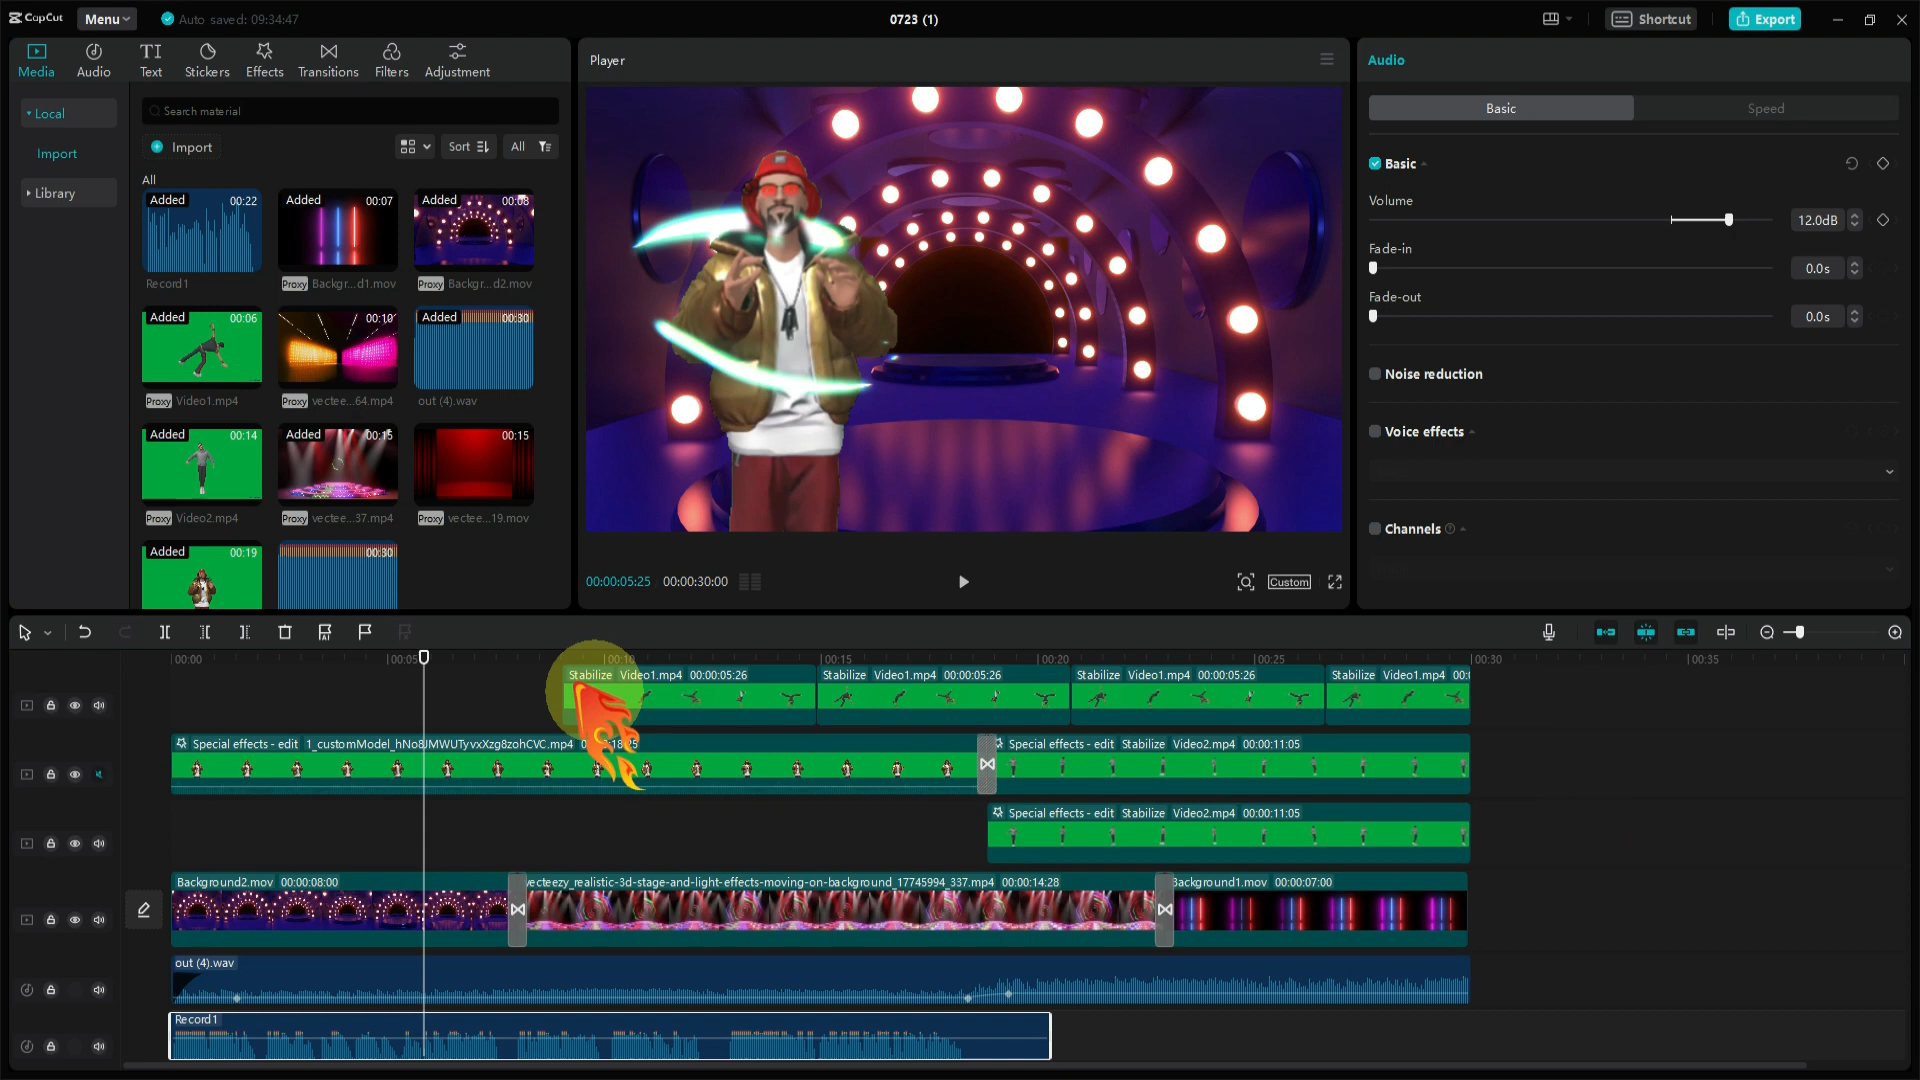 CapCut Menu Auto saved: 09:34:47 0723 (1) Shortcut Export
Media Audio Text Stickers Effects Transitions Filters Adjustment
Local
Import
Library
Search material
Import Sort All
All
Added 00:22 Added 00:07 Added 00:08
Record1 Proxy Backgr...d1.mov Proxy Backgr...d2.mov
Added 00:06 00:10 Added 00:30
Proxy Video1.mp4 Proxy vectee...64.mp4 out (4).wav
Added 00:14 Added 00:15 00:15
Proxy Video2.mp4 Proxy vectee...37.mp4 Proxy vectee...19.mov
Added 00:19 00:30
Player
00:00:05:25 00:00:30:00 Custom
Audio
Basic Speed
Basic
Volume
12.0dB
Fade-in
0.0s
Fade-out
0.0s
Noise reduction
Voice effects
Channels
00:00 00:05 00:10 00:15 00:20 00:25 00:30 00:35
Stabilize Video1.mp4 00:00:05:26 Stabilize Video1.mp4 00:00:05:26 Stabilize Video1.mp4 00:00:05:26 Stabilize Video1.mp4 00:0
Special effects - edit 1_customModel_hNo8JMWUTyvxXzg8zohCVC.mp4 Special effects - edit Stabilize Video2.mp4 00:00:11:05
Special effects - edit Stabilize Video2.mp4 00:00:11:05
Background2.mov 00:00:08:00 vecteezy_realistic-3d-stage-and-light-effects-moving-on-background_17745994_337.mp4 00:00:14:28 Background1.mov 00:00:07:00
out (4).wav
Record1